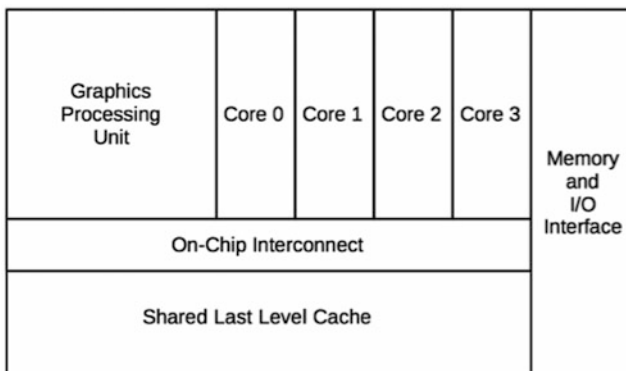 Graphics
Processing
Unit
Core 0
Core 1
Core 2
Core 3
Memory
and
I/O
Interface
On-Chip Interconnect
Shared Last Level Cache